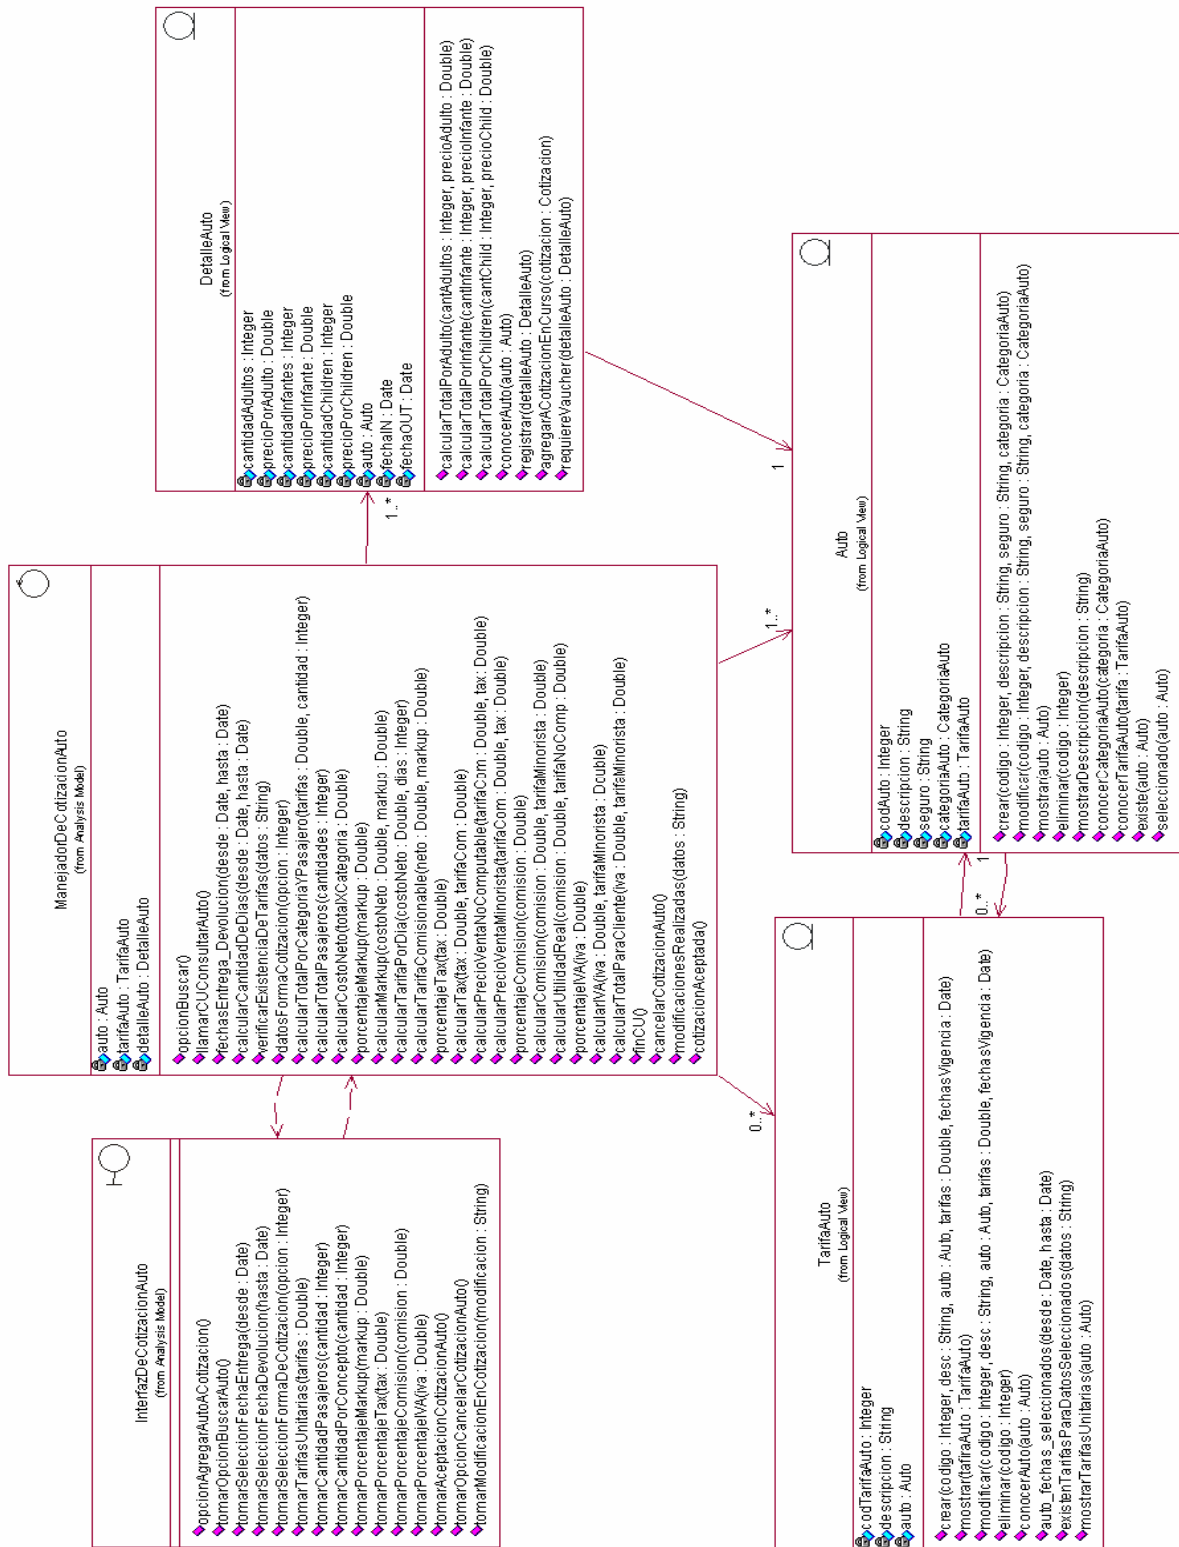 InterfazDeCotizacionAuto
(from Analysis Model)
opcionAgregarAutoACotizacion()
tomarOpcionBuscarAuto()
tomarSeleccionFechaEntrega(desde : Date)
tomarSeleccionFechaDevolucion(hasta : Date)
tomarSeleccionFormaDeCotizacion(opcion : Integer)
tomarTarifasUnitarias(tarifas : Double)
tomarCantidadPasajeros(cantidad : Integer)
tomarCantidadPorConcepto(cantidad : Integer)
tomarPorcentajeMarkup(markup : Double)
tomarPorcentajeTax(tax : Double)
tomarPorcentajeComision(comision : Double)
tomarPorcentajeIVA(iva : Double)
tomarAceptacionCotizacionAuto()
tomarOpcionCancelarCotizacionAuto()
tomarModificacionEnCotizacion(modificacion : String)
ManejadorDeCotizacionAuto
(from Analysis Model)
auto : Auto
tarifaAuto : TarifaAuto
detalleAuto : DetalleAuto
opcionBuscar()
llamarCUConsultarAuto()
fechasEntrega_Devolucion(desde : Date, hasta : Date)
calcularCantidadDeDias(desde : Date, hasta : Date)
verificarExistenciaDeTarifas(datos : String)
datosFormaCotizacion(opcion : Integer)
calcularTotalPorCategoriaYPasajero(tarifas : Double, cantidad : Integer)
calcularTotalPasajeros(cantidades : Integer)
calcularCostoNeto(totalXCategoria : Double)
porcentajeMarkup(markup : Double)
calcularMarkup(costoNeto : Double, markup : Double)
calcularTarifaPorDia(costoNeto : Double, dias : Integer)
calcularTarifaComisionable(neto : Double, markup : Double)
porcentajeTax(tax : Double)
calcularTax(tax : Double, tarifaCom : Double)
calcularPrecioVentaNoComputable(tarifaCom : Double, tax : Double)
calcularPrecioVentaMinorista(tarifaCom : Double, tax : Double)
porcentajeComision(comision : Double)
calcularComision(comision : Double, tarifaMinorista : Double)
calcularUtilidadReal(comision : Double, tarifaNoComp : Double)
porcentajeIVA(iva : Double)
calcularIVA(iva : Double, tarifaMinorista : Double)
calcularTotalParaCliente(iva : Double, tarifaMinorista : Double)
finCU()
cancelarCotizacionAuto()
modificacionesRealizadas(datos : String)
cotizacionAceptada()
1..*
DetalleAuto
(from Logical View)
cantidadAdultos : Integer
precioPorAdulto : Double
cantidadInfantes : Integer
precioPorInfante : Double
cantidadChildren : Integer
precioPorChildren : Double
auto : Auto
fechaIN : Date
fechaOUT : Date
calcularTotalPorAdulto(cantAdultos : Integer, precioAdulto : Double)
calcularTotalPorInfante(cantInfante : Integer, precioInfante : Double)
calcularTotalPorChildren(cantChild : Integer, precioChild : Double)
conocerAuto(auto : Auto)
registrar(detalleAuto : DetalleAuto)
agregarACotizacionEnCurso(cotizacion : Cotizacion)
requiereVaucher(detalleAuto : DetalleAuto)
0..*
1..*
1
TarifaAuto
(from Logical View)
codTarifaAuto : Integer
descripcion : String
auto : Auto
crear(codigo : Integer, desc : String, auto : Auto, tarifas : Double, fechasVigencia : Date)
mostrar(tafiraAuto : TarifaAuto)
modificar(codigo : Integer, desc : String, auto : Auto, tarifas : Double, fechasVigencia : Date)
eliminar(codigo : Integer)
conocerAuto(auto : Auto)
auto_fechas_seleccionados(desde : Date, hasta : Date)
existenTarifasParaDatosSeleccionados(datos : String)
mostrarTarifasUnitarias(auto : Auto)
0..*
1
Auto
(from Logical View)
codAuto : Integer
descripcion : String
seguro : String
categoriaAuto : CategoriaAuto
tarifaAuto : TarifaAuto
crear(codigo : Integer, descripcion : String, seguro : String, categoria : CategoriaAuto)
modificar(codigo : Integer, descripcion : String, seguro : String, categoria : CategoriaAuto)
mostrar(auto : Auto)
eliminar(codigo : Integer)
mostrarDescripcion(descripcion : String)
conocerCategoriaAuto(categoria : CategoriaAuto)
conocerTarifaAuto(tarifa : TarifaAuto)
existe(auto : Auto)
seleccionado(auto : Auto)